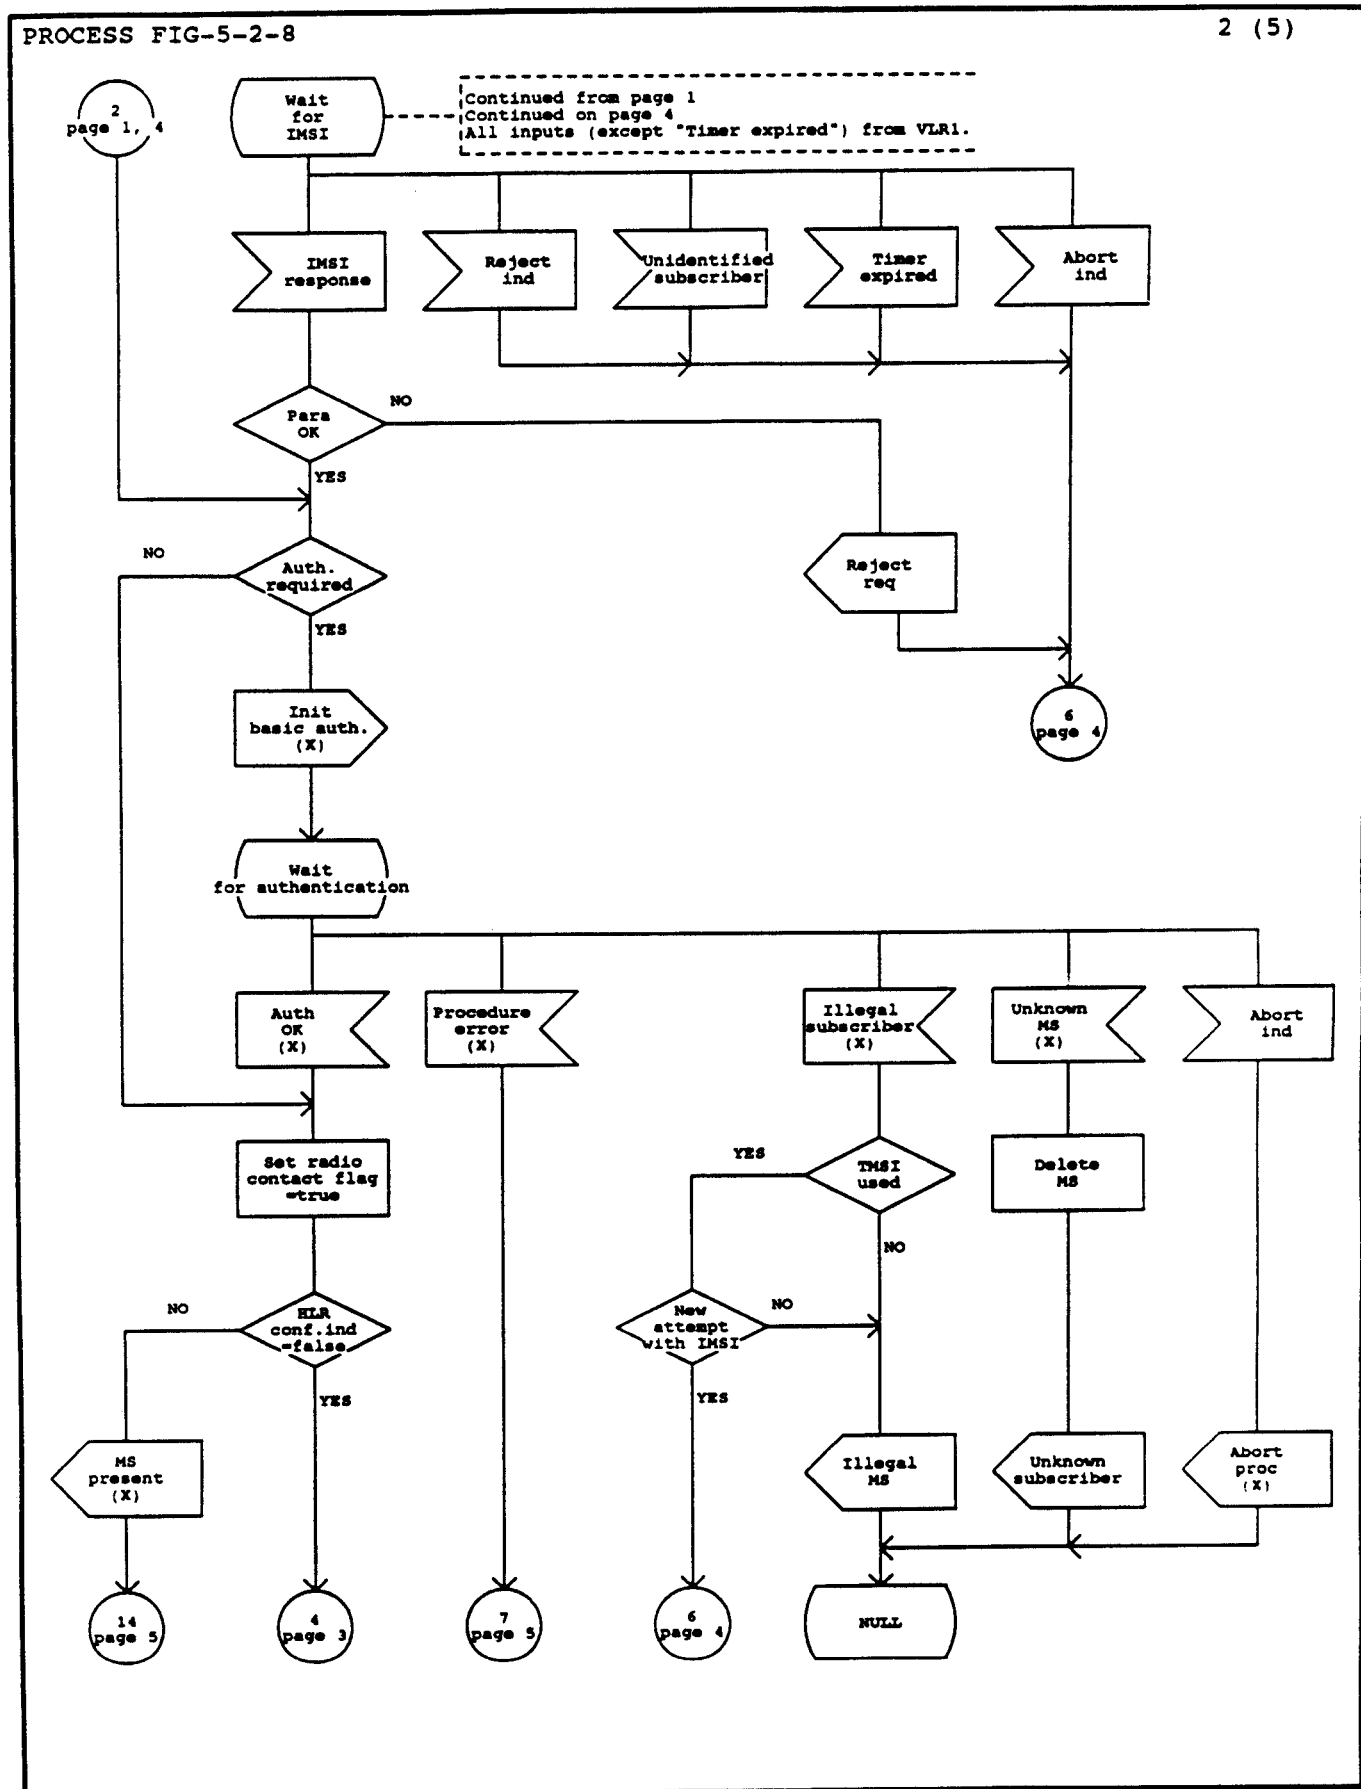 PROCESS FIG-5-2-8
2 (5)
2
page 1, 4
Wait
for
IMSI
Continued from page 1
Continued on page 4
All inputs (except "Timer expired") from VLR1.
IMSI
response
Reject
ind
Unidentified
subscriber
Timer
expired
Abort
ind
Para
OK
NO
YES
NO
Auth.
required
YES
Reject
req
Init
basic auth.
(X)
6
page 4
Wait
for authentication
Auth
OK
(X)
Procedure
error
(X)
Illegal
subscriber
(X)
Unknown
MS
(X)
Abort
ind
Set radio
contact flag
=true
YES
TMSI
used
Delete
MS
NO
NO
HLR
conf.ind
=false
YES
New
attempt
with IMSI
NO
YES
MS
present
(X)
Illegal
MS
Unknown
subscriber
Abort
proc
(X)
14
page 5
4
page 3
7
page 5
6
page 4
NULL